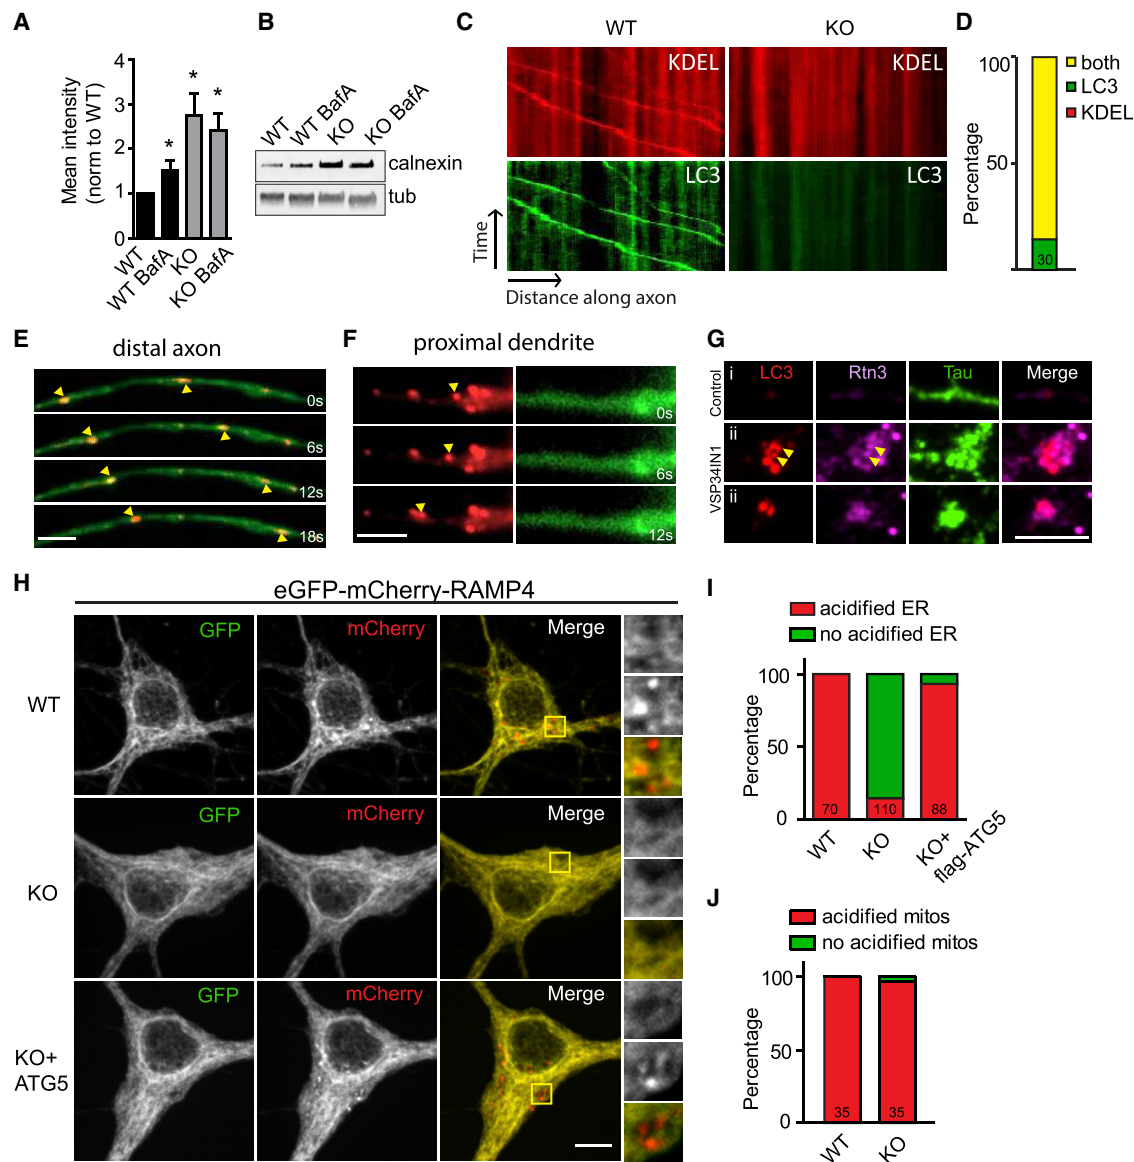 A
Mean intensity
(norm to WT)
4
3
2
1
0
*
*
*
WT
WT BafA
KO
KO BafA
B
WT
WT BafA
KO
KO BafA
calnexin
tub
C
WT
KO
KDEL
KDEL
LC3
LC3
Time
Distance along axon
D
Percentage
100
50
30
both
LC3
KDEL
E
distal axon
0s
6s
12s
18s
F
proximal dendrite
0s
6s
12s
G
Control
VSP34IN1
i
LC3
Rtn3
Tau
Merge
ii
ii
H
eGFP-mCherry-RAMP4
WT
GFP
mCherry
Merge
KO
GFP
mCherry
Merge
KO+
ATG5
GFP
mCherry
Merge
I
acidified ER
no acidified ER
Percentage
100
50
0
70
110
88
WT
KO
KO+
flag-ATG5
J
acidified mitos
no acidified mitos
Percentage
100
50
0
35
35
WT
KO